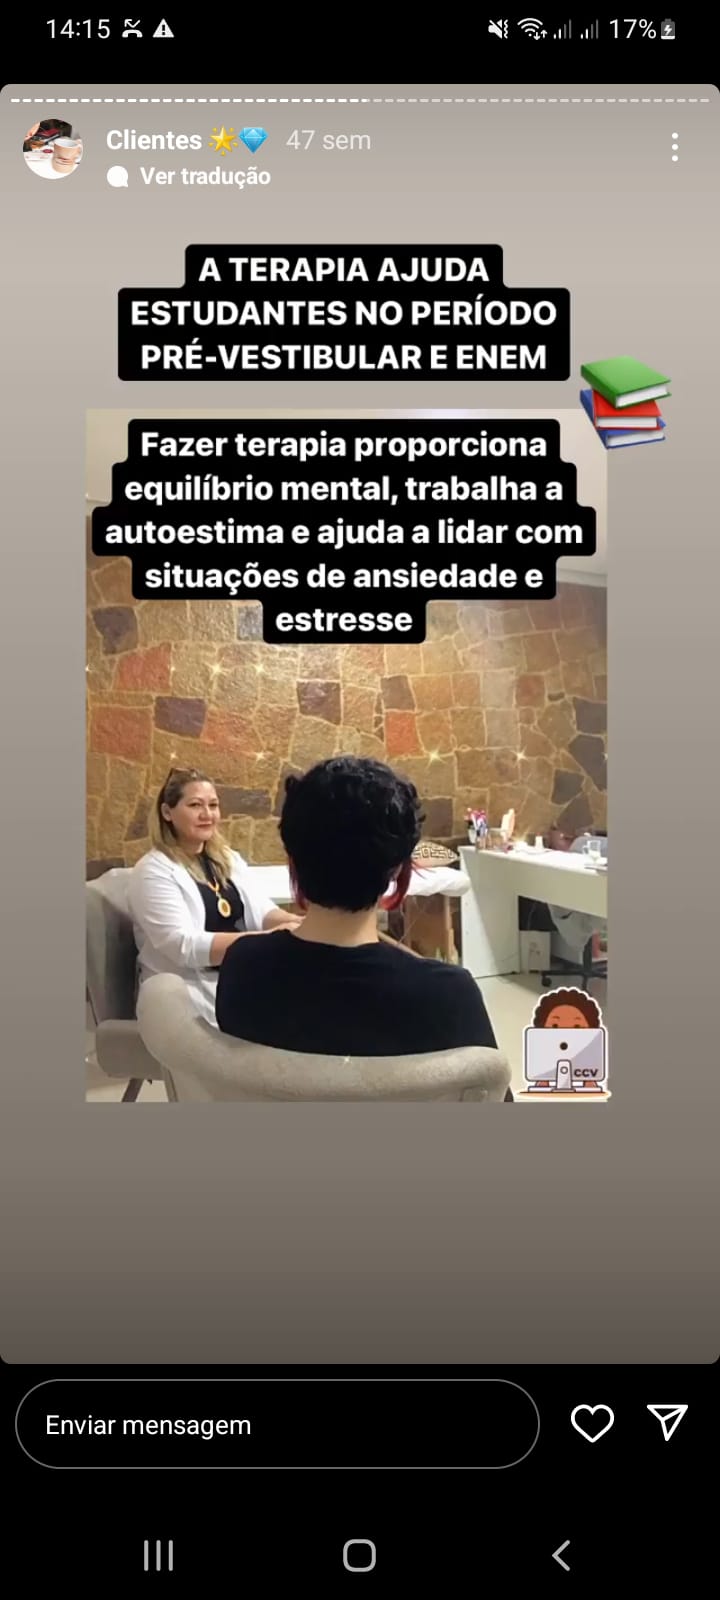 14:15
17%
Clientes 47 sem
Ver tradução
A TERAPIA AJUDA
ESTUDANTES NO PERÍODO
PRÉ-VESTIBULAR E ENEM
Fazer terapia proporciona
equilíbrio mental, trabalha a
autoestima e ajuda a lidar com
situações de ansiedade e
estresse
CCV
Enviar mensagem